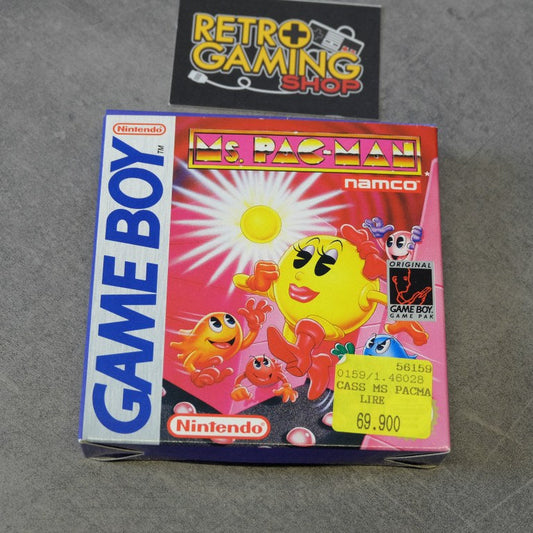 RETRO
GAMING
SHOP
Nintendo
GAME BOY
TM
Ms. PAC-MAN
namco
ORIGINAL
GAME BOY
GAME PAK
56159
0159/1.46028
CASS MS PACMA
LIRE
69.900
Nintendo